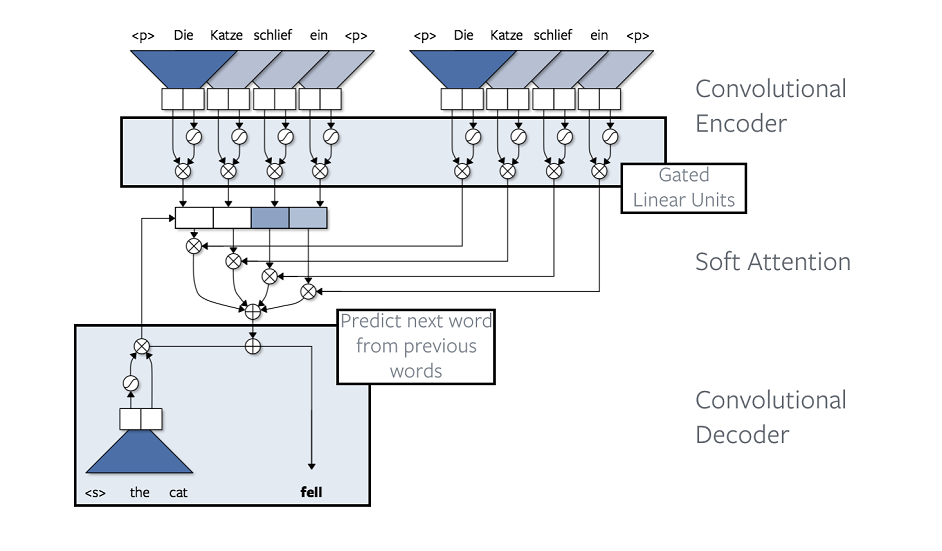 <p> Die Katze schlief ein <p> <p> Die Katze schlief ein <p>
Convolutional
Encoder
Gated
Linear Units
Soft Attention
Predict next word
from previous
words
Convolutional
Decoder
<s> the cat fell